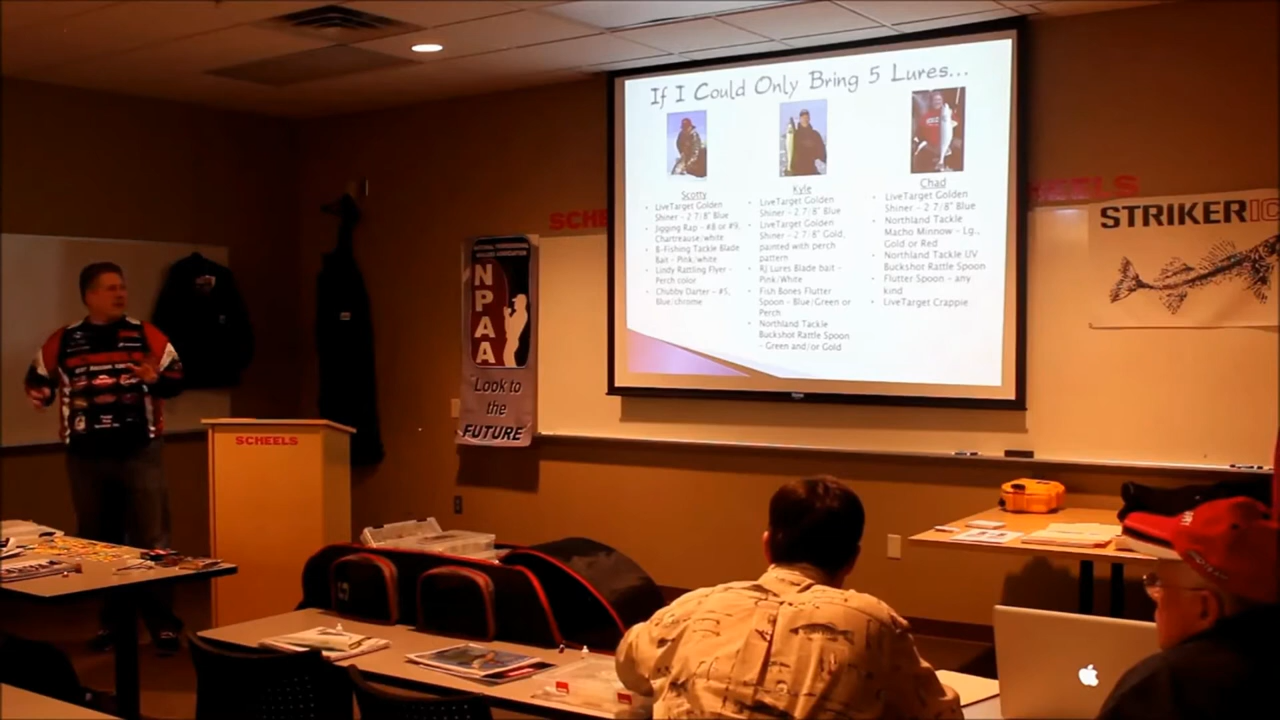 If I Could Only Bring 5 Lures...
Scotty
• LiveTarget Golden
Shiner - 2 7/8" Blue
• Jigging Rap - #8 or #9,
Chartreause/white
• B-Fishing Tackle Blade
Bait - Pink/white
• Lindy Rattling Flyer -
Perch color
• Chubby Darter - #5,
Blue/chrome
Kyle
• LiveTarget Golden
Shiner - 2 7/8" Blue
• LiveTarget Golden
Shiner - 2 7/8" Gold,
painted with perch
pattern
• RJ Lures Blade bait -
Pink/White
• Fish Bones Flutter
Spoon - Blue/Green or
Perch
• Northland Tackle
Buckshot Rattle Spoon
- Green and/or Gold
Chad
• LiveTarget Golden
Shiner - 2 7/8" Blue
• Northland Tackle
Macho Minnow - Lg.,
Gold or Red
• Northland Tackle UV
Buckshot Rattle Spoon
• Flutter Spoon - any
kind
• LiveTarget Crappie
SCHE
HEELS
STRIKERIC
NPAA
"Look to
the
FUTURE"
SCHEELS